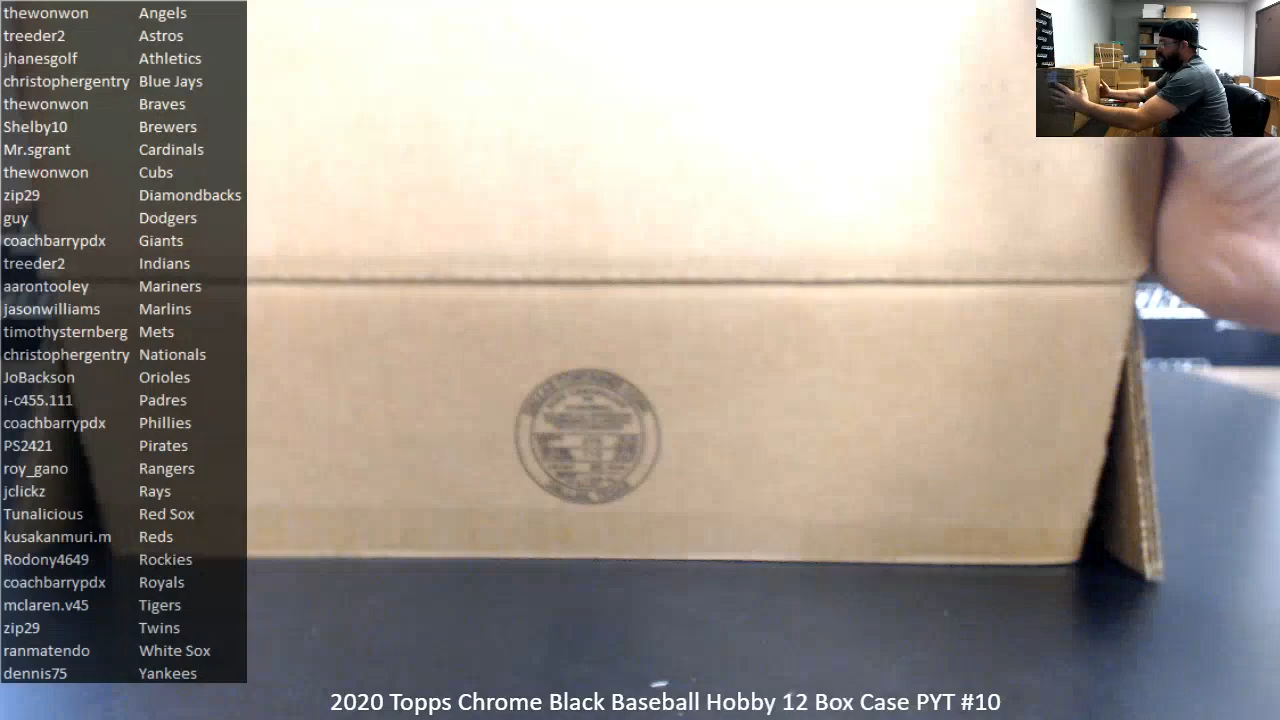 thewonwon Angels
treeder2 Astros
jhanesgolf Athletics
christophergentry Blue Jays
thewonwon Braves
Shelby10 Brewers
Mr.sgrant Cardinals
thewonwon Cubs
zip29 Diamondbacks
guy Dodgers
coachbarrypdx Giants
treeder2 Indians
aarontooley Mariners
jasonwilliams Marlins
timothysternberg Mets
christophergentry Nationals
JoBackson Orioles
i-c455.111 Padres
coachbarrypdx Phillies
PS2421 Pirates
roy_gano Rangers
jclickz Rays
Tunalicious Red Sox
kusakanmuri.m Reds
Rodony4649 Rockies
coachbarrypdx Royals
mclaren.v45 Tigers
zip29 Twins
ranmatendo White Sox
dennis75 Yankees
2020 Topps Chrome Black Baseball Hobby 12 Box Case PYT #10